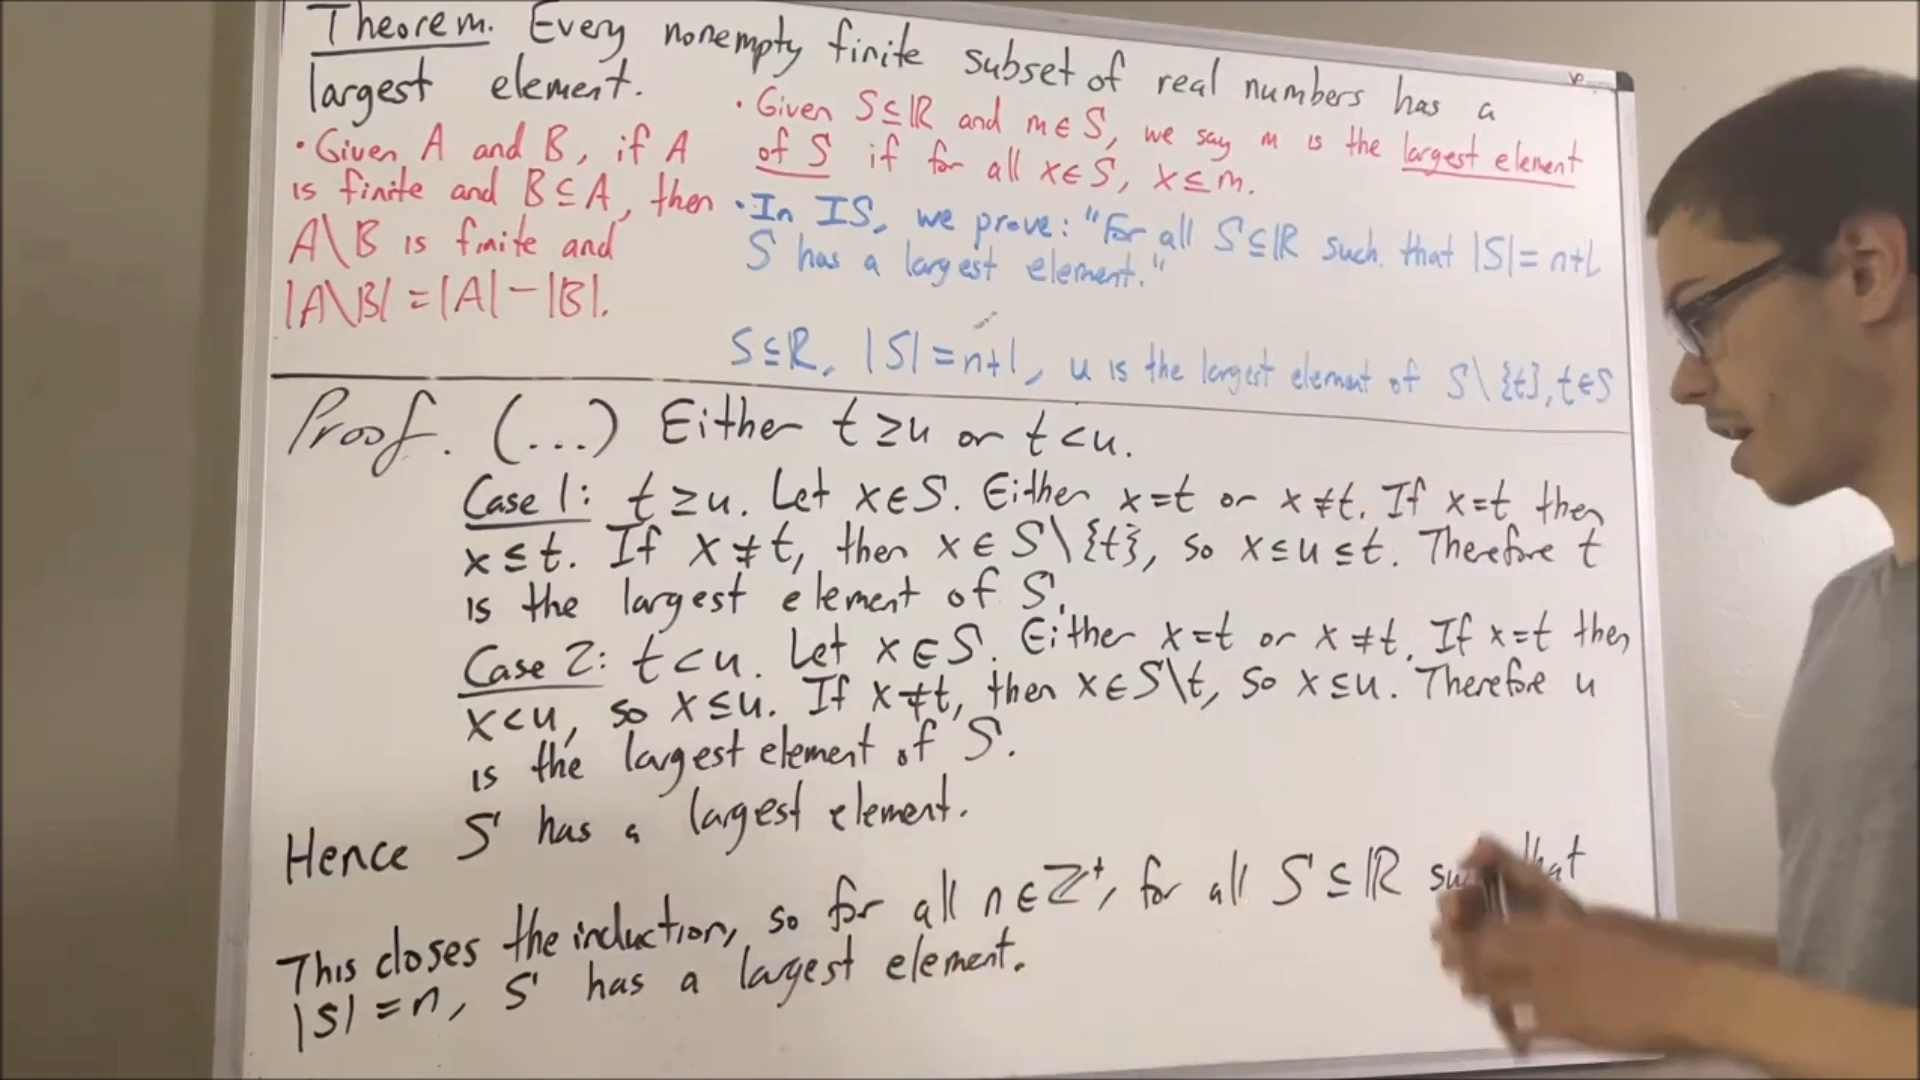 Theorem. Every nonempty finite subset of real numbers has a
largest element.
• Given A and B, if A
is finite and B ⊆ A, then
A\B is finite and
|A\B| = |A| - |B|.
• Given S ⊆ ℝ and m ∈ S, we say m is the largest element
of S if for all x ∈ S, x ≤ m.
• In IS, we prove: "For all S ⊆ ℝ such that |S| = n+1
S has a largest element."
S ⊆ ℝ, |S| = n+1, u is the largest element of S\{t}, t ∈ S
Proof. (...) Either t ≥ u or t < u.
Case 1: t ≥ u. Let x ∈ S. Either x = t or x ≠ t. If x = t then
x ≤ t. If x ≠ t, then x ∈ S\{t}, so x ≤ u ≤ t. Therefore t
is the largest element of S.
Case 2: t < u. Let x ∈ S. Either x = t or x ≠ t. If x = t then
x < u, so x ≤ u. If x ≠ t, then x ∈ S\t, so x ≤ u. Therefore u
is the largest element of S.
Hence S has a largest element.
This closes the induction, so for all n ∈ ℤ⁺, for all S ⊆ ℝ such that
|S| = n, S has a largest element.